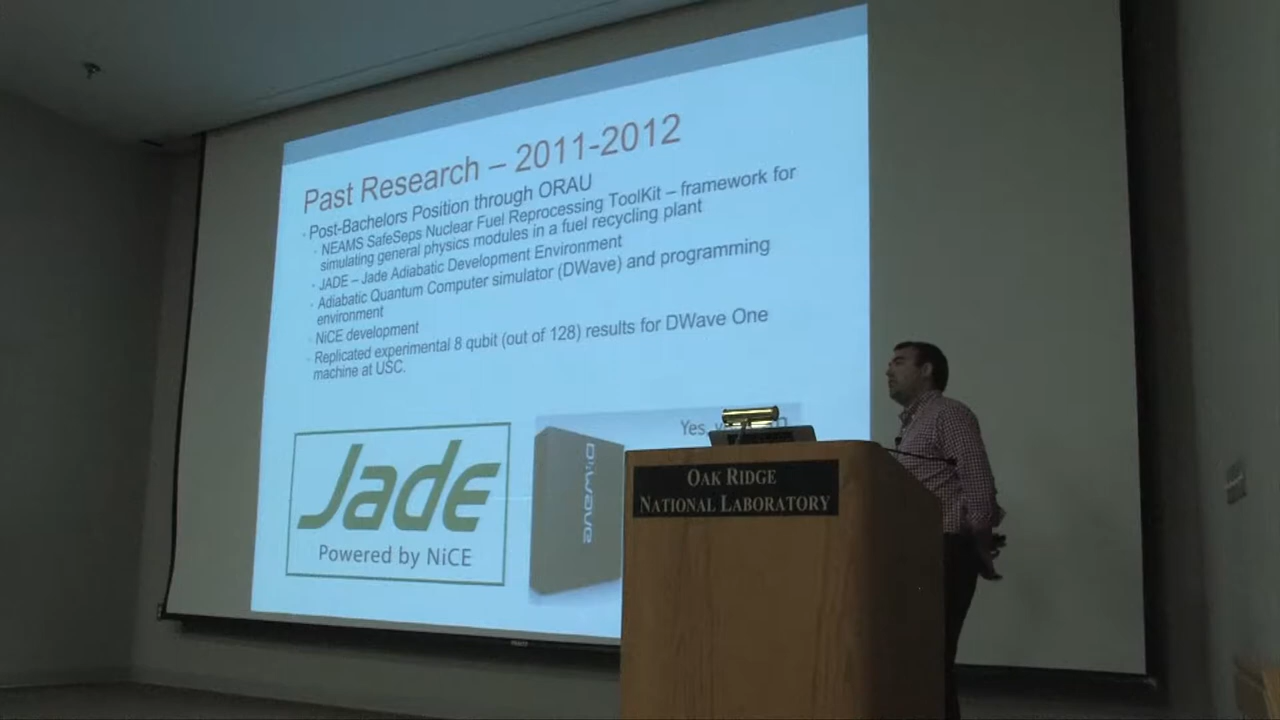 Past Research – 2011-2012
Post-Bachelors Position through ORAU
NEAMS SafeSeps Nuclear Fuel Reprocessing ToolKit – framework for
simulating general physics modules in a fuel recycling plant
JADE – Jade Adiabatic Development Environment
Adiabatic Quantum Computer simulator (DWave) and programming
environment
NiCE development
Replicated experimental 8 qubit (out of 128) results for DWave One
machine at USC.
Jade
Powered by NiCE
D:wave
Yes,
OAK RIDGE
NATIONAL LABORATORY